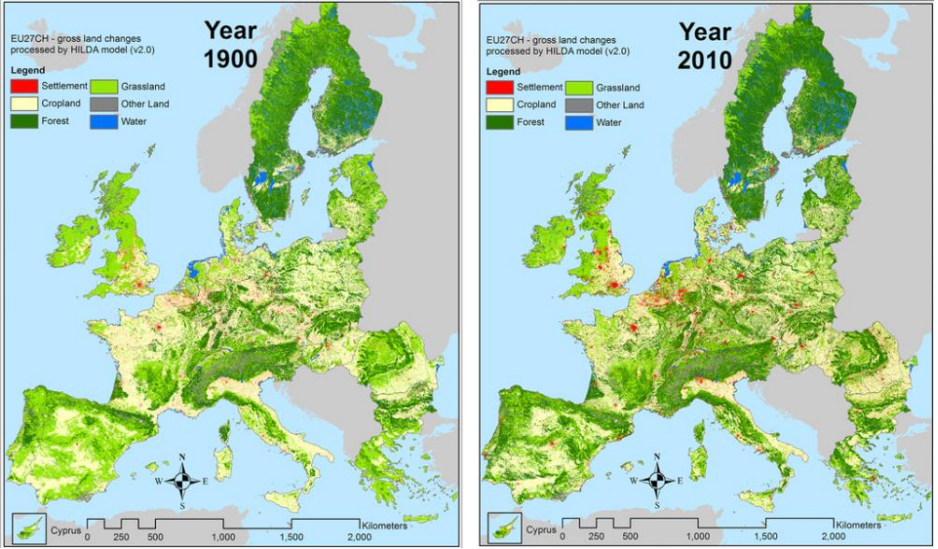 EU27CH - gross land changes
processed by HILDA model (v2.0)
Year
1900
Legend
Settlement
Grassland
Cropland
Other Land
Forest
Water
N
W
E
S
Cyprus
Kilometers
0
250
500
1,000
1,500
2,000
EU27CH - gross land changes
processed by HILDA model (v2.0)
Year
2010
Legend
Settlement
Grassland
Cropland
Other Land
Forest
Water
N
W
E
S
Cyprus
Kilometers
0
250
500
1,000
1,500
2,000